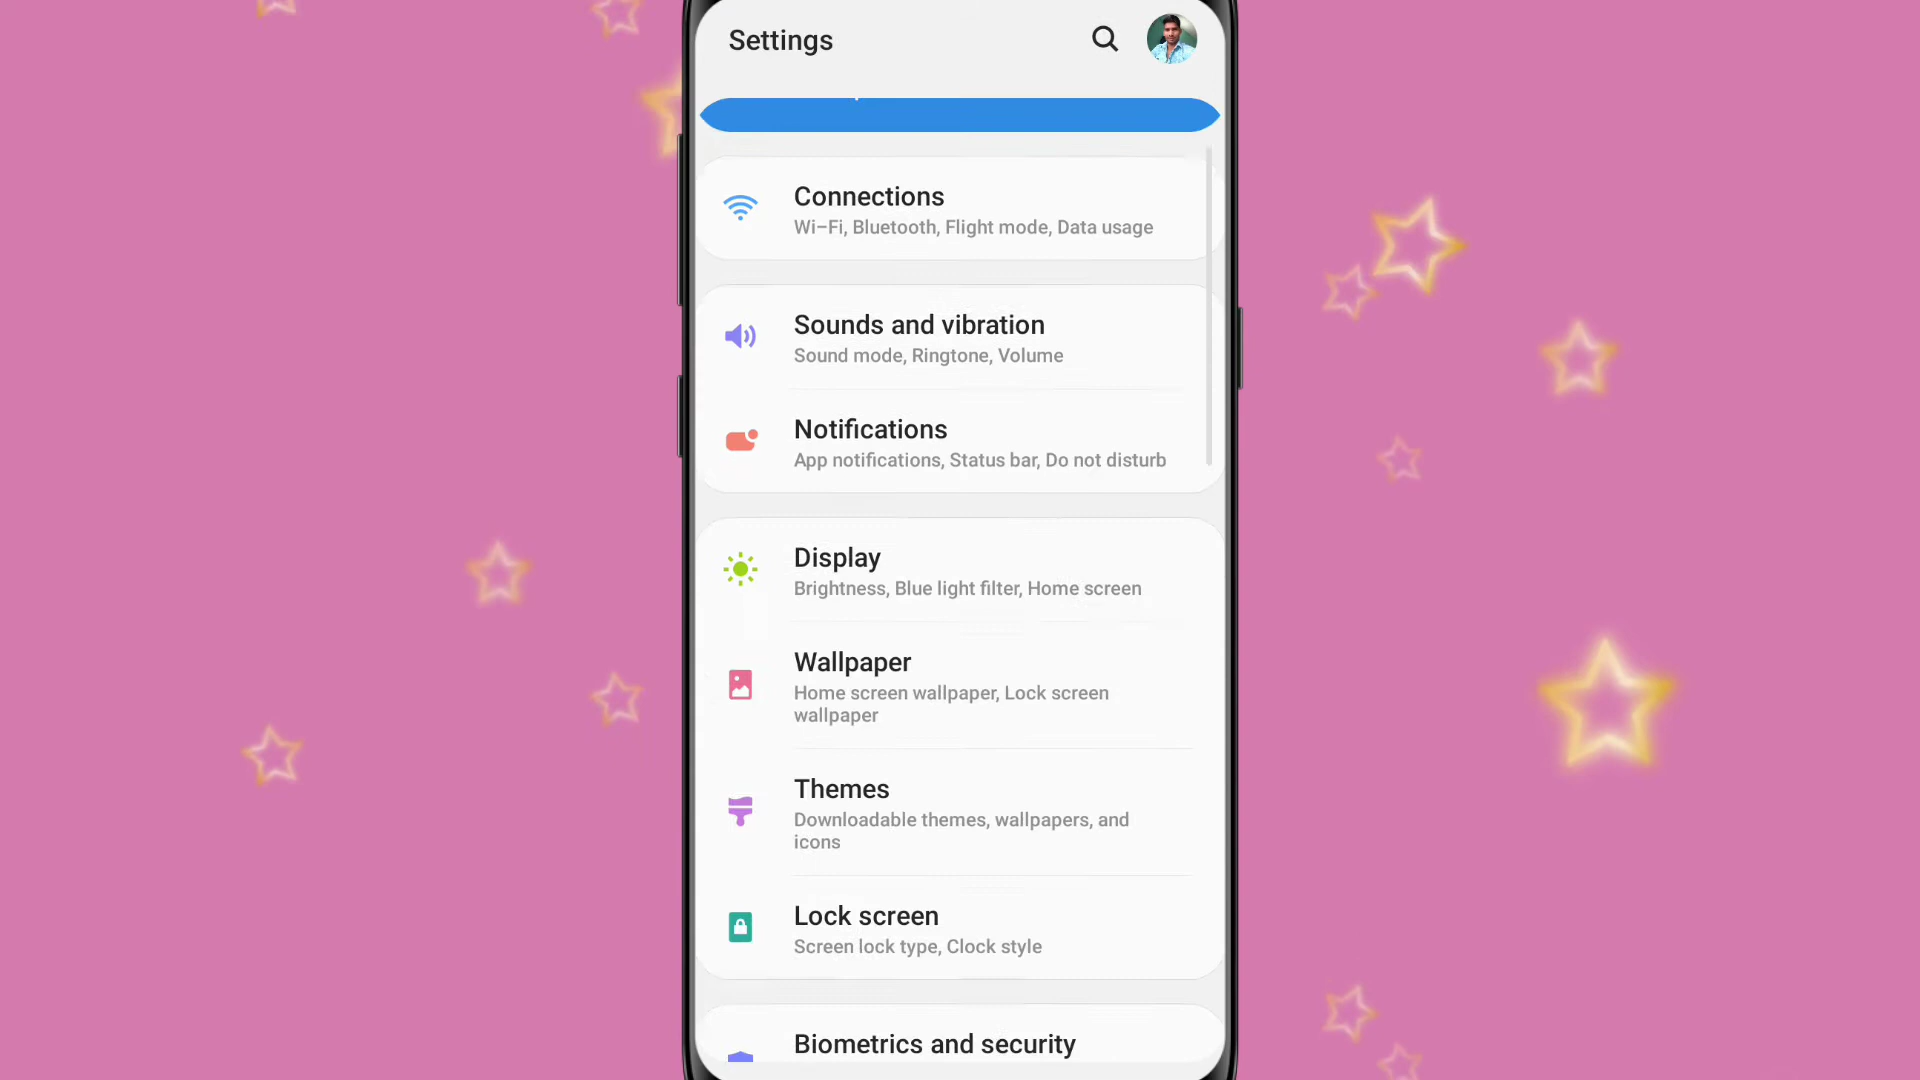 Settings
Connections
Wi-Fi, Bluetooth, Flight mode, Data usage
Sounds and vibration
Sound mode, Ringtone, Volume
Notifications
App notifications, Status bar, Do not disturb
Display
Brightness, Blue light filter, Home screen
Wallpaper
Home screen wallpaper, Lock screen
wallpaper
Themes
Downloadable themes, wallpapers, and
icons
Lock screen
Screen lock type, Clock style
Biometrics and security